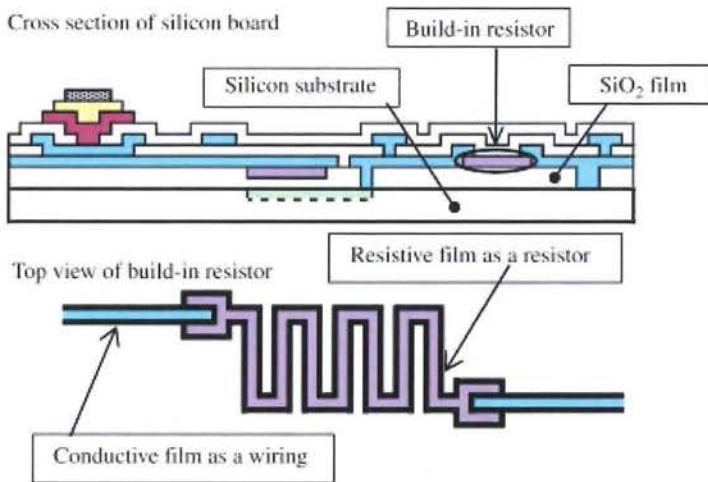 Cross section of silicon board
Build-in resistor
Silicon substrate
SiO₂ film
Top view of build-in resistor
Resistive film as a resistor
Conductive film as a wiring